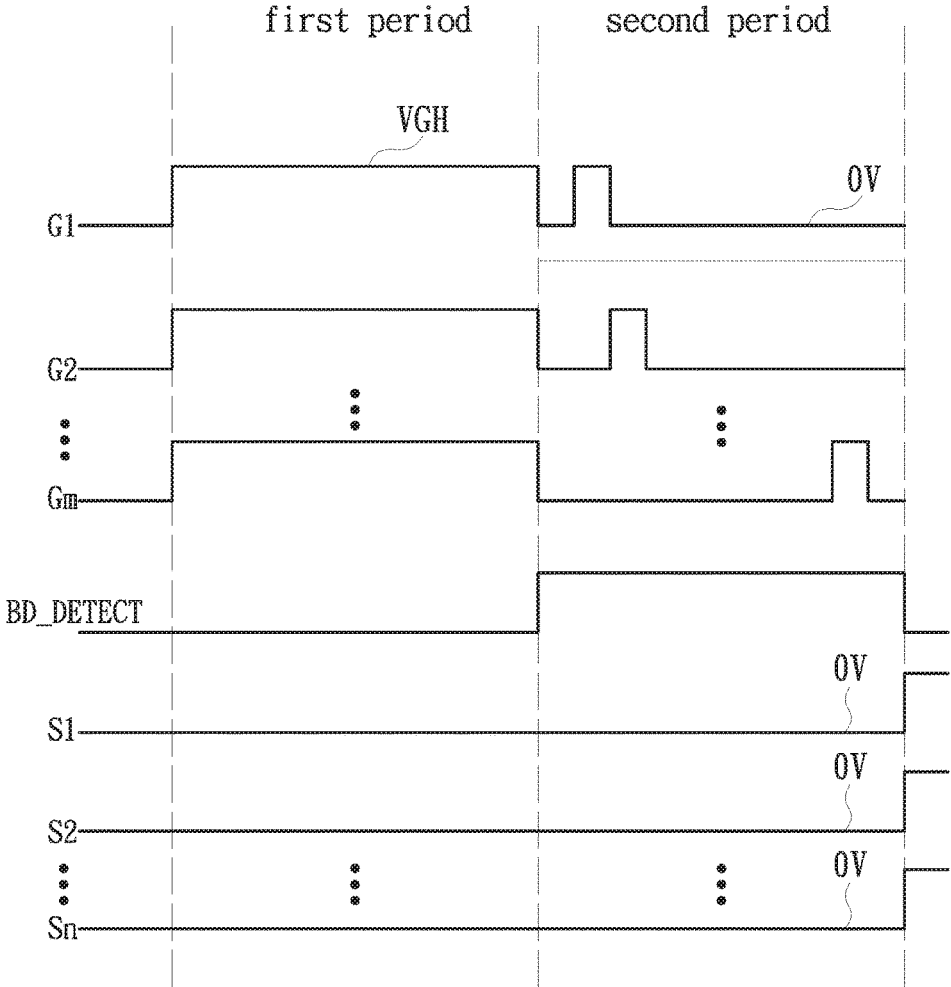 first period
second period
VGH
0V
G1
G2
Gm
BD_DETECT
0V
S1
0V
S2
0V
Sn